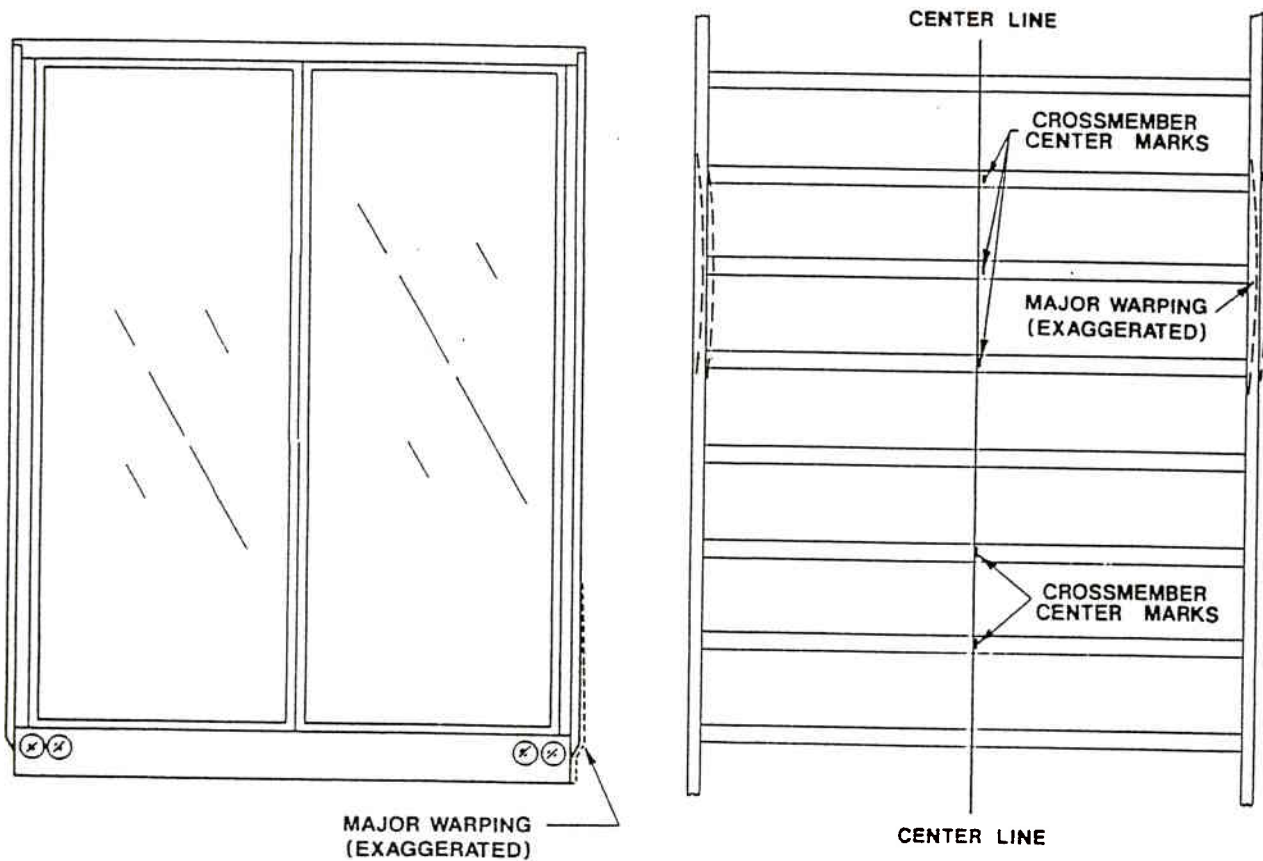 CENTER LINE
CROSSMEMBER
CENTER MARKS
MAJOR WARPING
(EXAGGERATED)
CROSSMEMBER
CENTER MARKS
MAJOR WARPING
(EXAGGERATED)
CENTER LINE